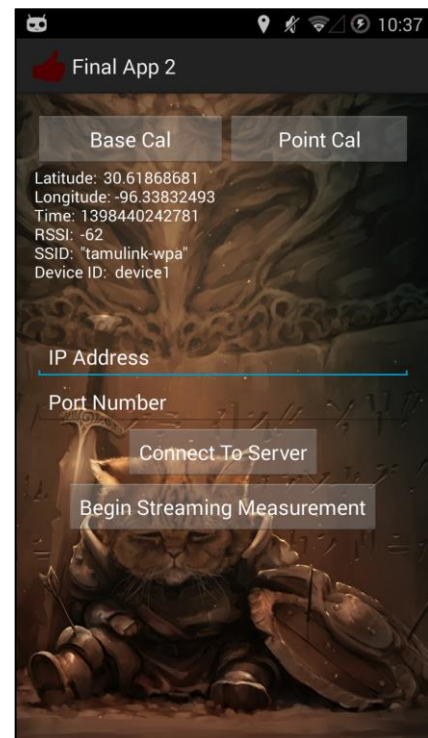 10:37
Final App 2
Base Cal Point Cal
Latitude: 30.61868681
Longitude: -96.33832493
Time: 1398440242781
RSSI: -62
SSID: "tamulink-wpa"
Device ID: device1
IP Address
Port Number
Connect To Server
Begin Streaming Measurement